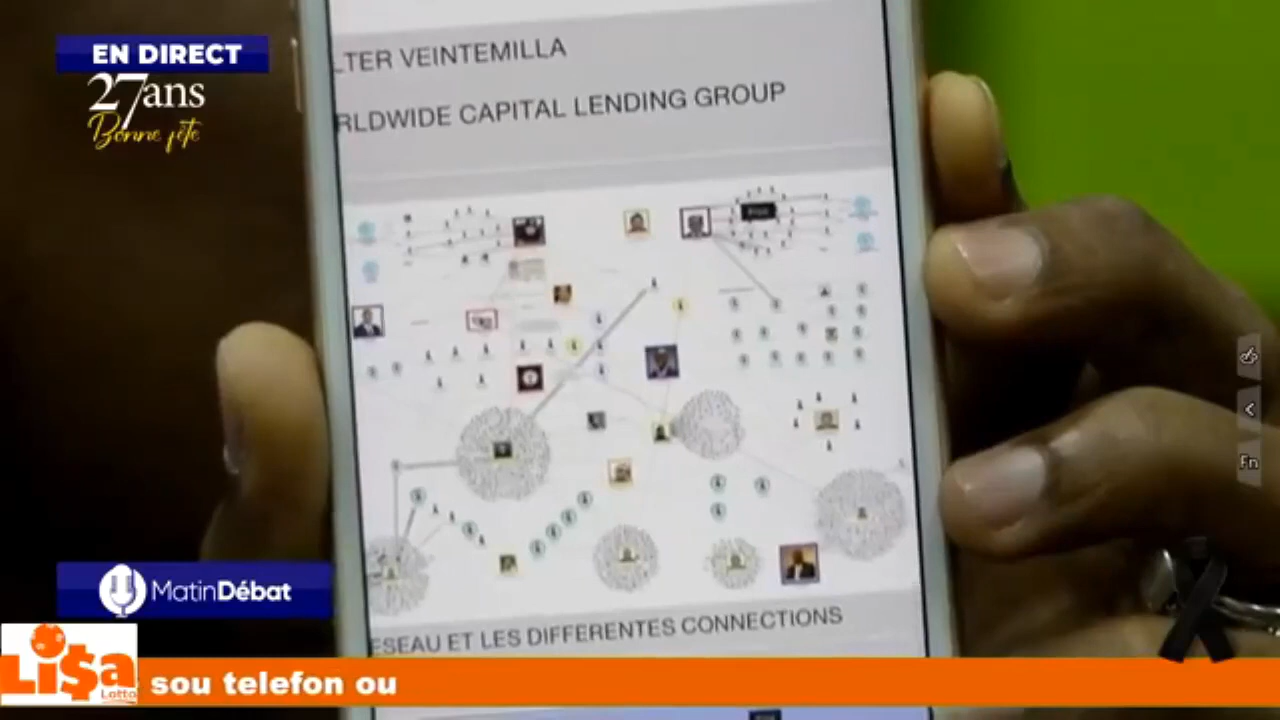 EN DIRECT
27ans
Bonne fête
LTER VEINTEMILLA
RLDWIDE CAPITAL LENDING GROUP
ESEAU ET LES DIFFERENTES CONNECTIONS
MatinDébat
Li$a
Lotto
sou telefon ou
Fn